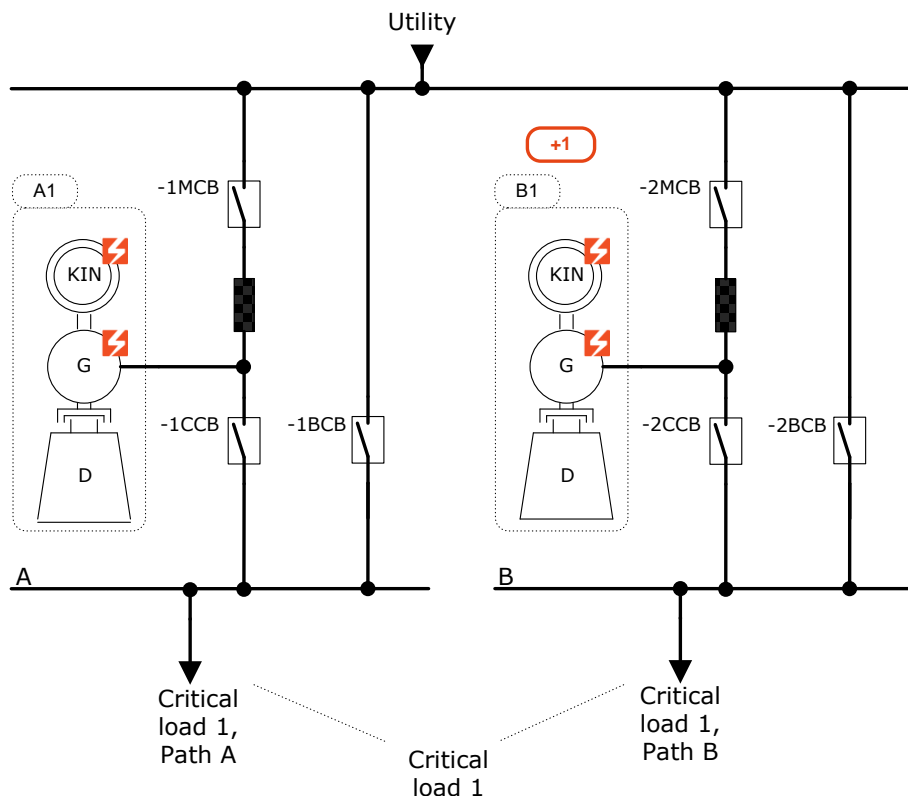 Utility
+1
A1
-1MCB
B1
-2MCB
KIN
KIN
G
G
-1CCB
-1BCB
-2CCB
-2BCB
D
D
A
B
Critical
load 1,
Path A
Critical
load 1,
Path B
Critical
load 1